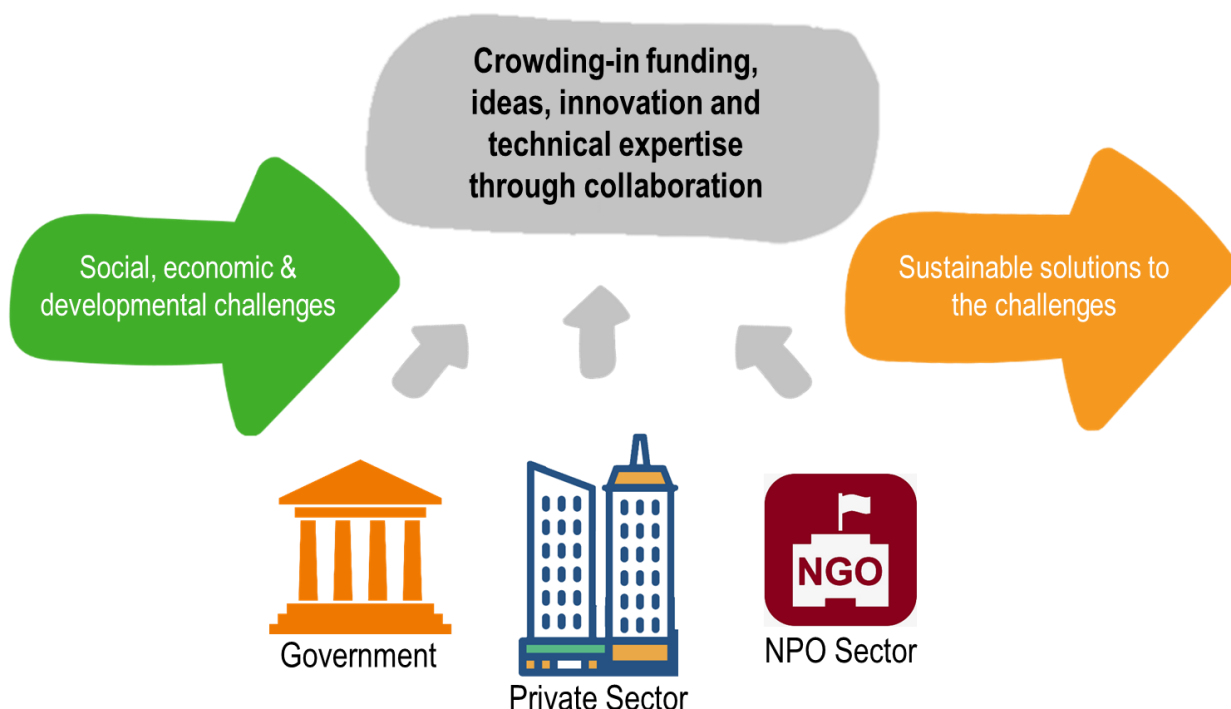 Crowding-in funding,
ideas, innovation and
technical expertise
through collaboration
Social, economic &
developmental challenges
Sustainable solutions to
the challenges
NGO
Government
Private Sector
NPO Sector